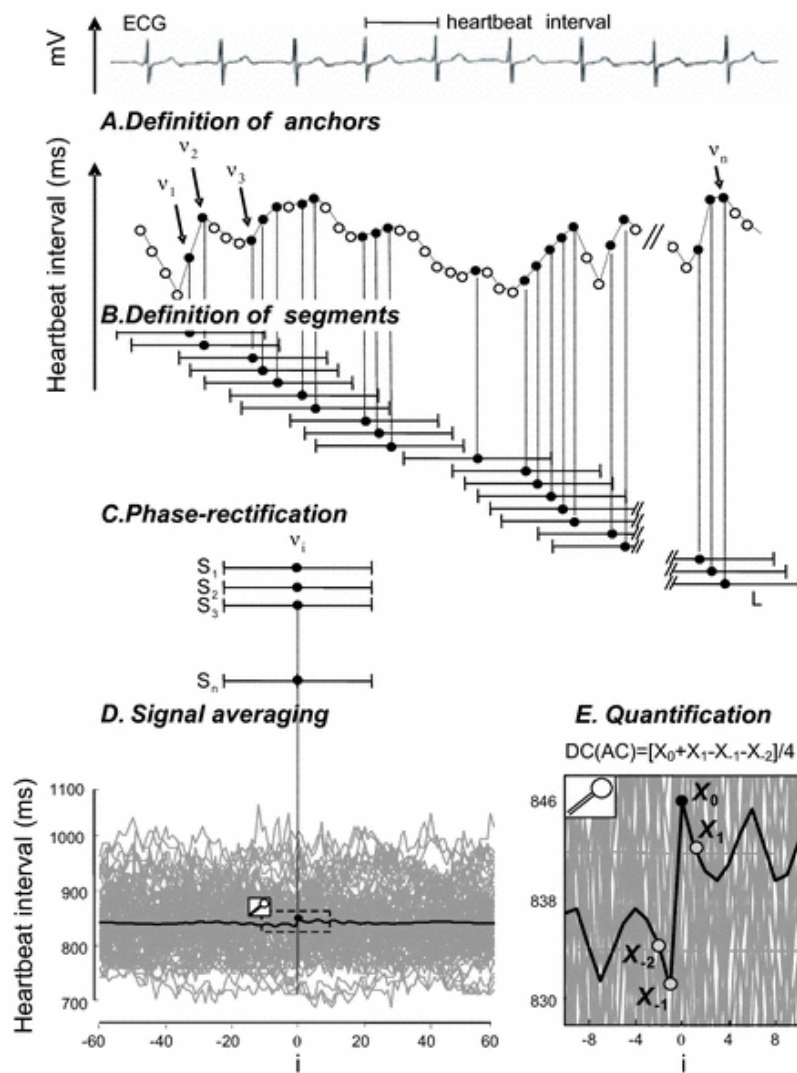 ECG
heartbeat interval
mV
A.Definition of anchors
Heartbeat interval (ms)
ν1
ν2
ν3
νn
B.Definition of segments
L
C.Phase-rectification
νi
S1
S2
S3
Sn
D. Signal averaging
Heartbeat interval (ms)
1100
1000
900
850
800
700
-60 -40 -20 0 20 40 60
i
E. Quantification
DC(AC)=[X0+X1-X-1-X-2]/4
846
838
830
X0
X1
X-2
X-1
-8 -4 0 4 8
i